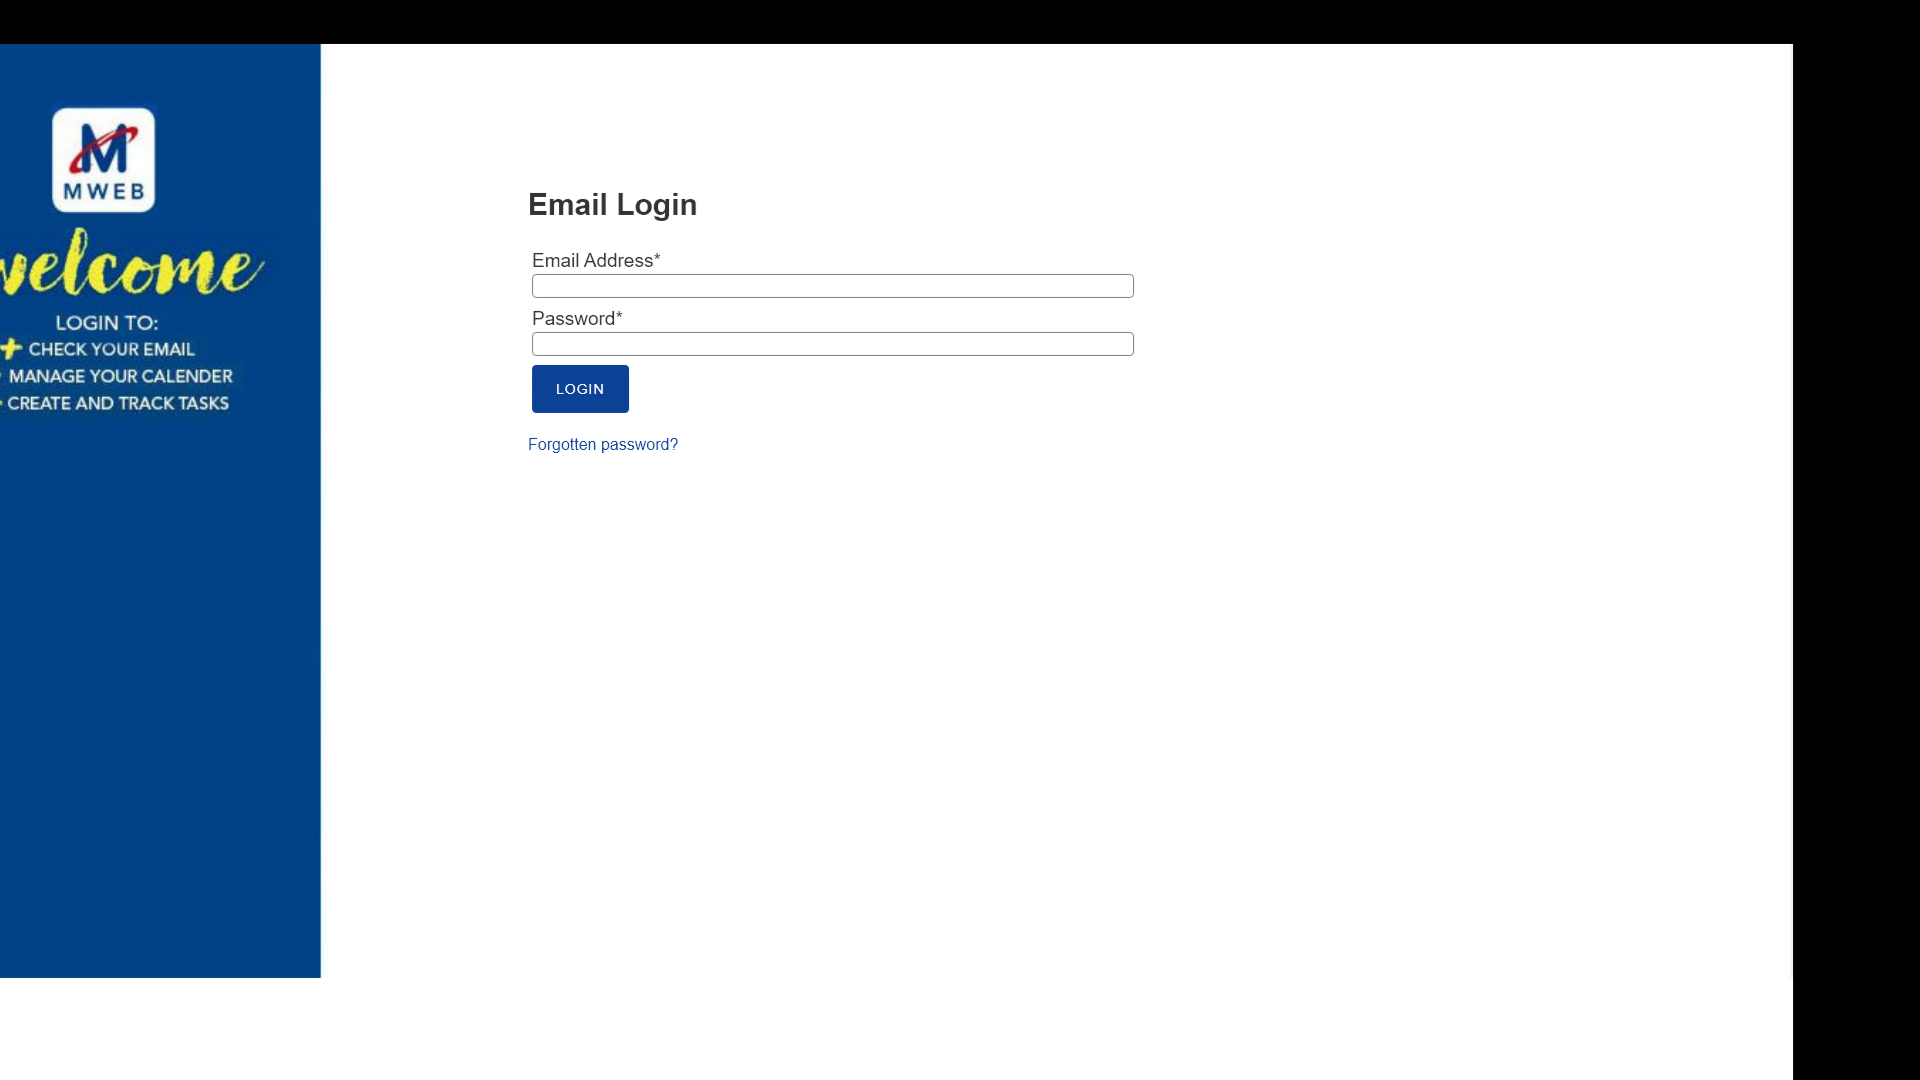 MWEB
welcome
LOGIN TO:
CHECK YOUR EMAIL
MANAGE YOUR CALENDER
CREATE AND TRACK TASKS
Email Login
Email Address*
Password*
LOGIN
Forgotten password?